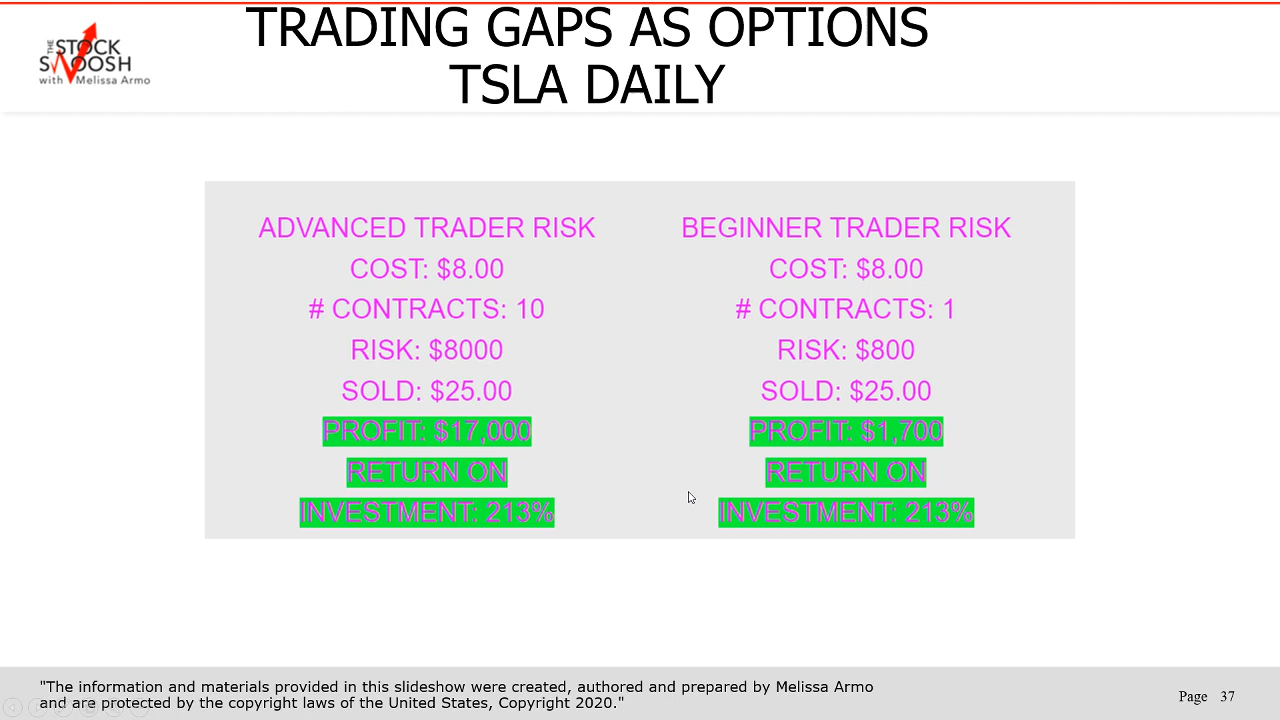 TRADING GAPS AS OPTIONS
TSLA DAILY
THE
STOCK
SWOOSH
with Melissa Armo
ADVANCED TRADER RISK
COST: $8.00
# CONTRACTS: 10
RISK: $8000
SOLD: $25.00
PROFIT: $17,000
RETURN ON
INVESTMENT: 213%
BEGINNER TRADER RISK
COST: $8.00
# CONTRACTS: 1
RISK: $800
SOLD: $25.00
PROFIT: $1,700
RETURN ON
INVESTMENT: 213%
"The information and materials provided in this slideshow were created, authored and prepared by Melissa Armo
and are protected by the copyright laws of the United States, Copyright 2020."
Page 37